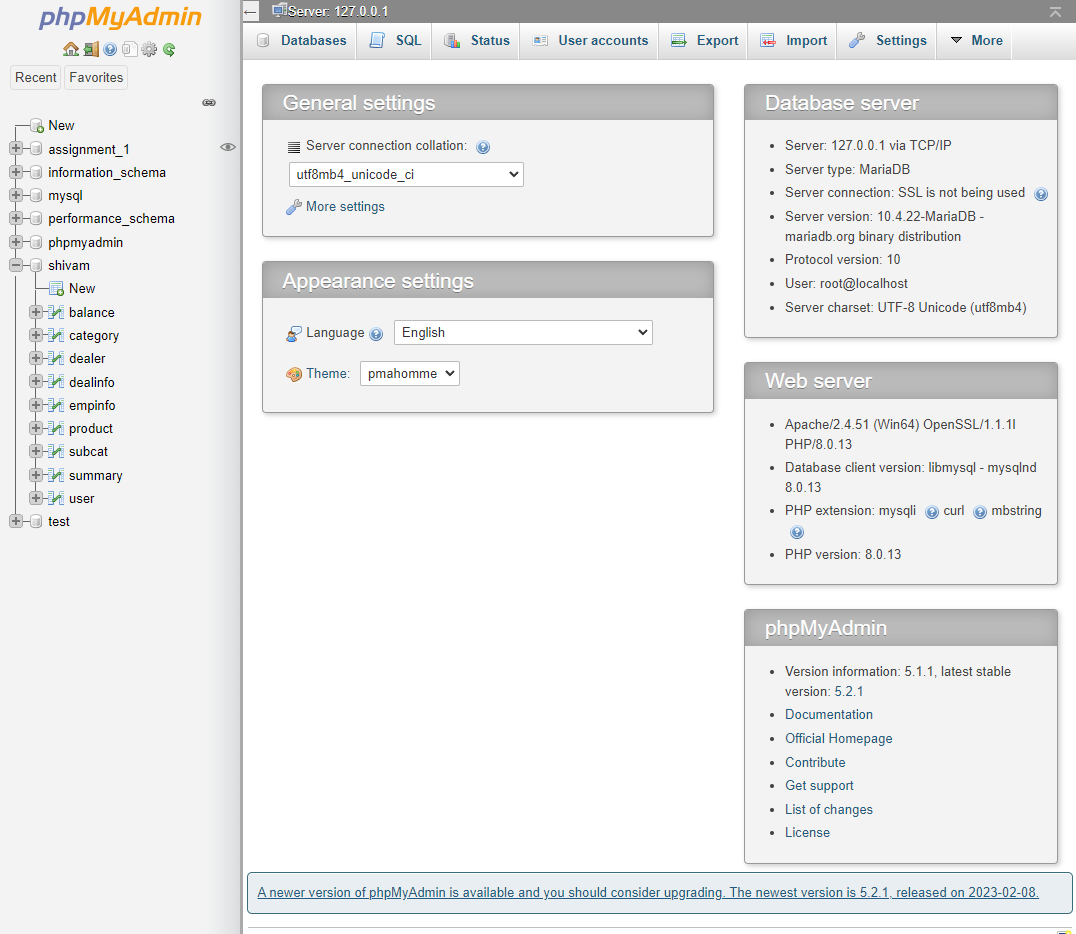 phpMyAdmin
Recent Favorites
New
assignment_1
information_schema
mysql
performance_schema
phpmyadmin
shivam
New
balance
category
dealer
dealinfo
empinfo
product
subcat
summary
user
test
Server: 127.0.0.1
Databases SQL Status User accounts Export Import Settings More
General settings
Server connection collation:
utf8mb4_unicode_ci
More settings
Appearance settings
Language English
Theme: pmahomme
Database server
Server: 127.0.0.1 via TCP/IP
Server type: MariaDB
Server connection: SSL is not being used
Server version: 10.4.22-MariaDB -
mariadb.org binary distribution
Protocol version: 10
User: root@localhost
Server charset: UTF-8 Unicode (utf8mb4)
Web server
Apache/2.4.51 (Win64) OpenSSL/1.1.1l
PHP/8.0.13
Database client version: libmysql - mysqlnd
8.0.13
PHP extension: mysqli curl mbstring
PHP version: 8.0.13
phpMyAdmin
Version information: 5.1.1, latest stable
version: 5.2.1
Documentation
Official Homepage
Contribute
Get support
List of changes
License
A newer version of phpMyAdmin is available and you should consider upgrading. The newest version is 5.2.1, released on 2023-02-08.